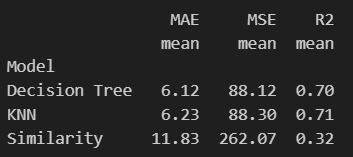 MAE MSE R2
mean mean mean
Model
Decision Tree 6.12 88.12 0.70
KNN 6.23 88.30 0.71
Similarity 11.83 262.07 0.32